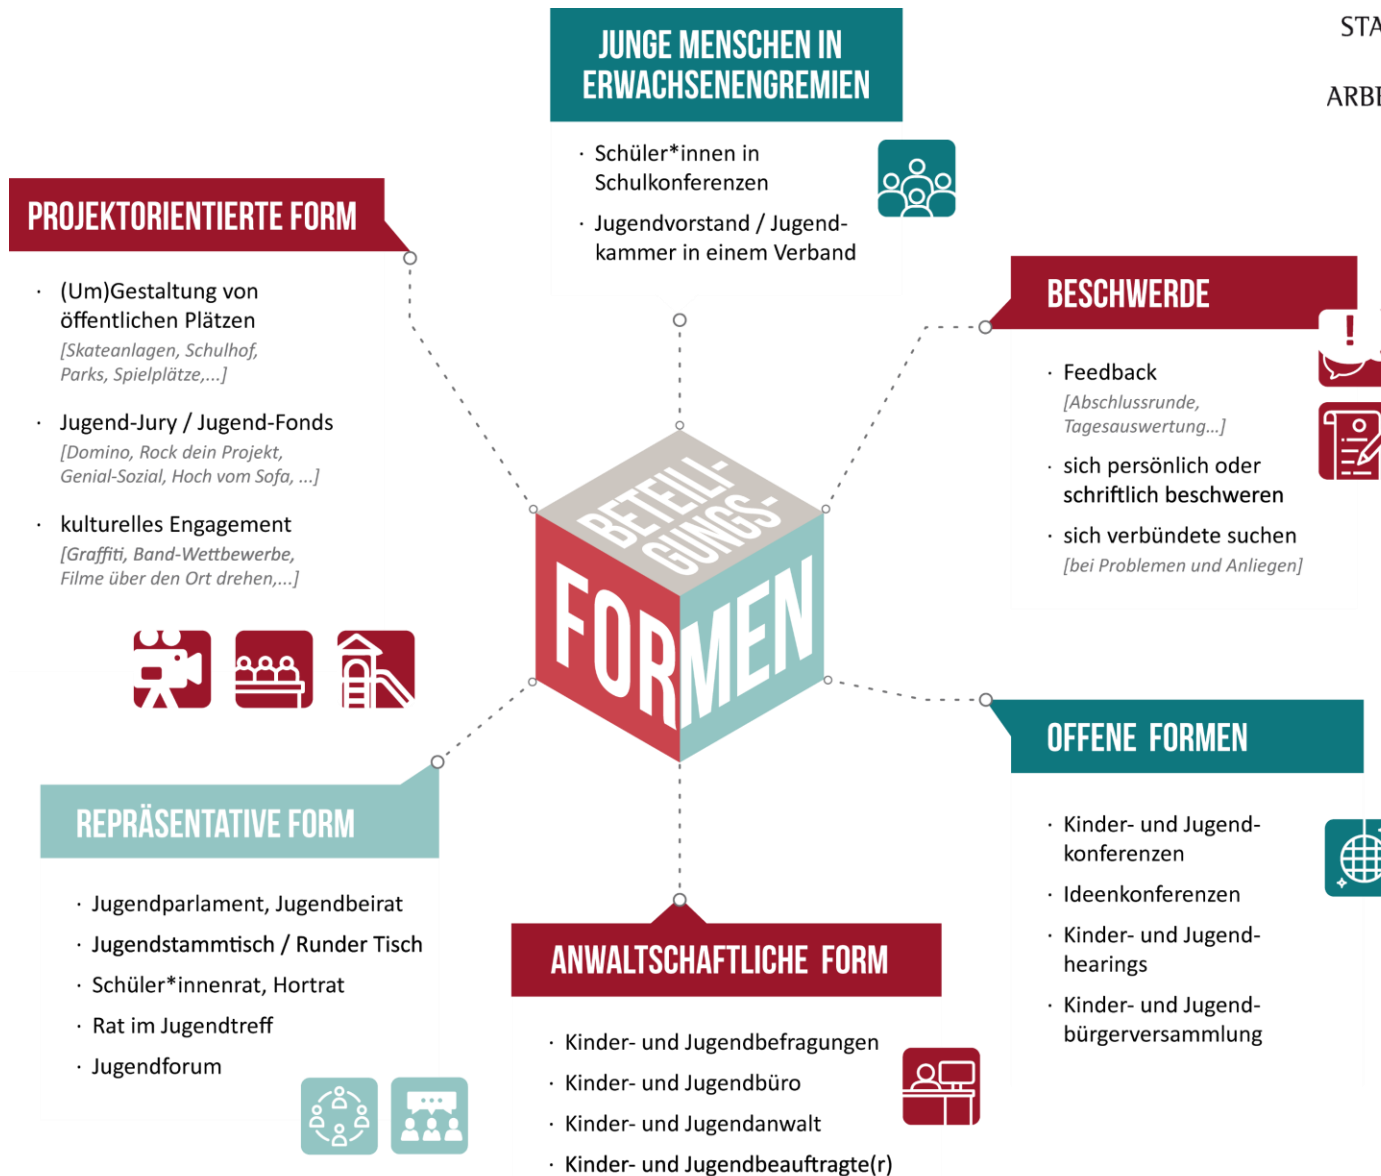 JUNGE MENSCHEN IN
ERWACHSENENGREMIEN
· Schüler*innen in
Schulkonferenzen
· Jugendvorstand / Jugend-
kammer in einem Verband
STA
ARBE
PROJEKTORIENTIERTE FORM
· (Um)Gestaltung von
öffentlichen Plätzen
[Skateanlagen, Schulhof,
Parks, Spielplätze,...]
· Jugend-Jury / Jugend-Fonds
[Domino, Rock dein Projekt,
Genial-Sozial, Hoch vom Sofa, ...]
· kulturelles Engagement
[Graffiti, Band-Wettbewerbe,
Filme über den Ort drehen,...]
BESCHWERDE
· Feedback
[Abschlussrunde,
Tagesauswertung...]
· sich persönlich oder
schriftlich beschweren
· sich verbündete suchen
[bei Problemen und Anliegen]
BETEILI-
GUNGS-
FORMEN
REPRÄSENTATIVE FORM
· Jugendparlament, Jugendbeirat
· Jugendstammtisch / Runder Tisch
· Schüler*innenrat, Hortrat
· Rat im Jugendtreff
· Jugendforum
ANWALTSCHAFTLICHE FORM
· Kinder- und Jugendbefragungen
· Kinder- und Jugendbüro
· Kinder- und Jugendanwalt
· Kinder- und Jugendbeauftragte(r)
OFFENE FORMEN
· Kinder- und Jugend-
konferenzen
· Ideenkonferenzen
· Kinder- und Jugend-
hearings
· Kinder- und Jugend-
bürgerversammlung